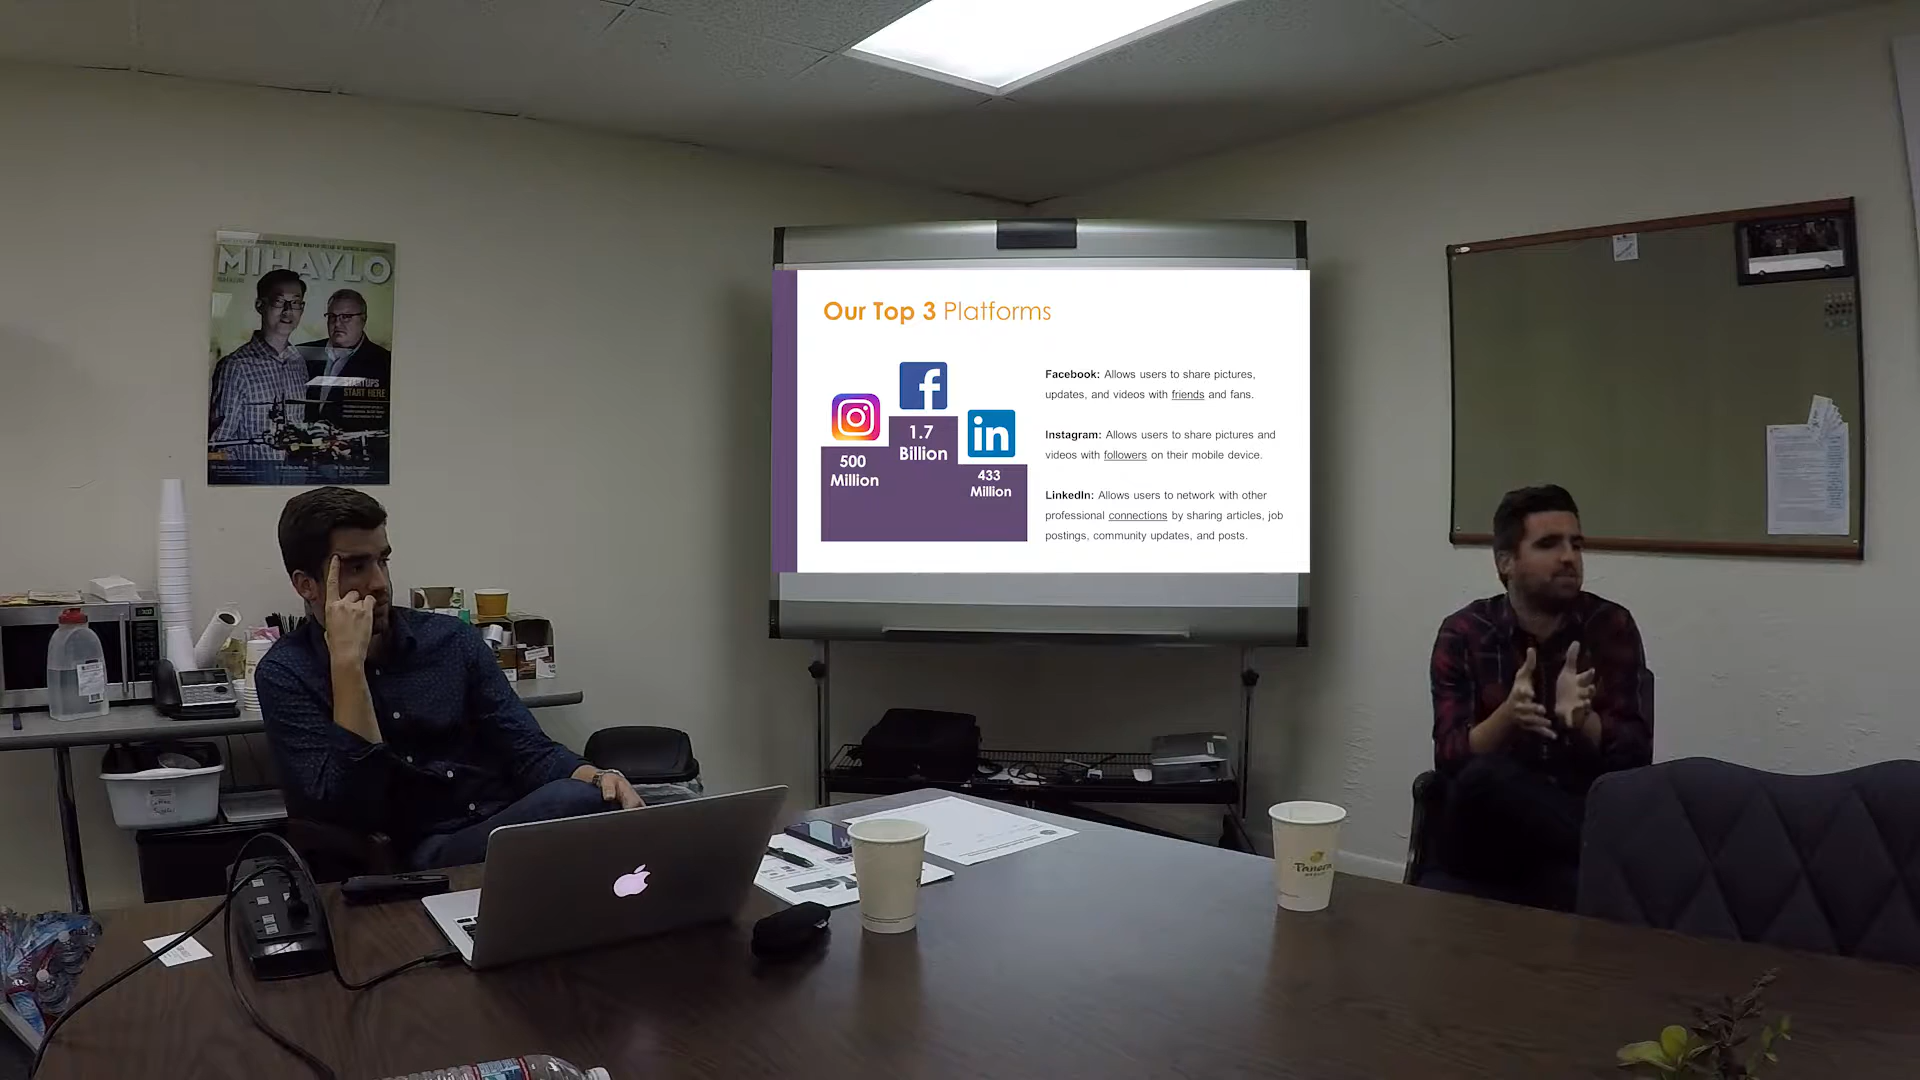 MIHAYLO
STARTUPS
START HERE
Our Top 3 Platforms
500
Million
1.7
Billion
in
433
Million
Facebook: Allows users to share pictures,
updates, and videos with friends and fans.
Instagram: Allows users to share pictures and
videos with followers on their mobile device.
LinkedIn: Allows users to network with other
professional connections by sharing articles, job
postings, community updates, and posts.
Panera